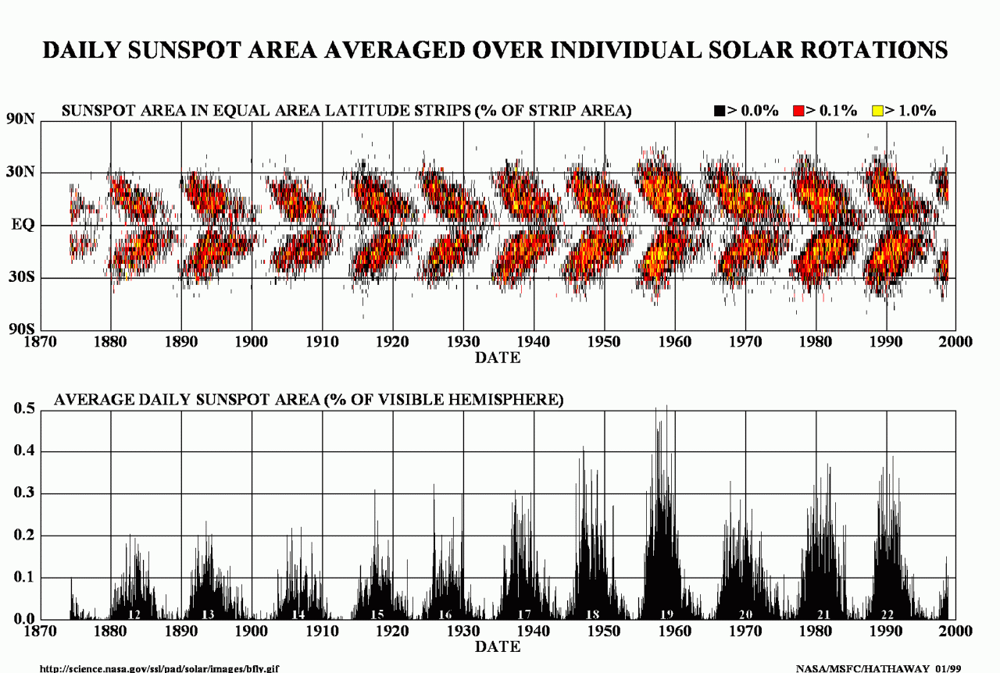 DAILY SUNSPOT AREA AVERAGED OVER INDIVIDUAL SOLAR ROTATIONS
SUNSPOT AREA IN EQUAL AREA LATITUDE STRIPS (% OF STRIP AREA) > 0.0% > 0.1% > 1.0%
90N
30N
EQ
30S
90S
1870 1880 1890 1900 1910 1920 1930 1940 1950 1960 1970 1980 1990 2000
DATE
AVERAGE DAILY SUNSPOT AREA (% OF VISIBLE HEMISPHERE)
0.5
0.4
0.3
0.2
0.1
0.0
12 13 14 15 16 17 18 19 20 21 22
1870 1880 1890 1900 1910 1920 1930 1940 1950 1960 1970 1980 1990 2000
DATE
http://science.nasa.gov/ssl/pad/solar/images/bfly.gif NASA/MSFC/HATHAWAY 01/99